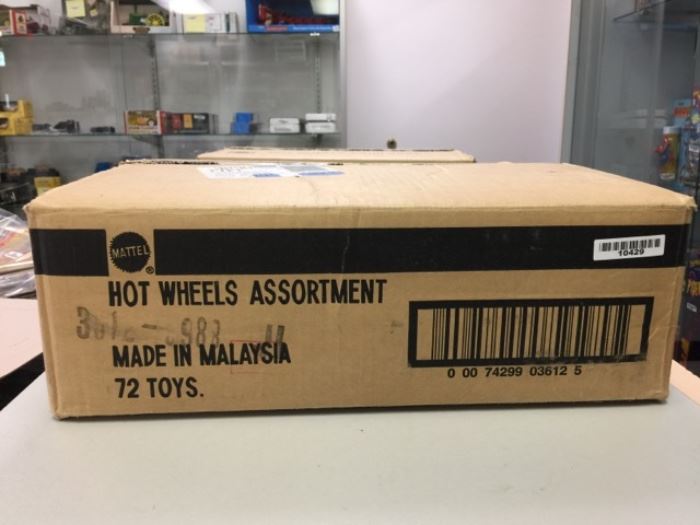 MATTEL
®
10429
HOT WHEELS ASSORTMENT
MADE IN MALAYSIA
72 TOYS.
0 00 74299 03612 5